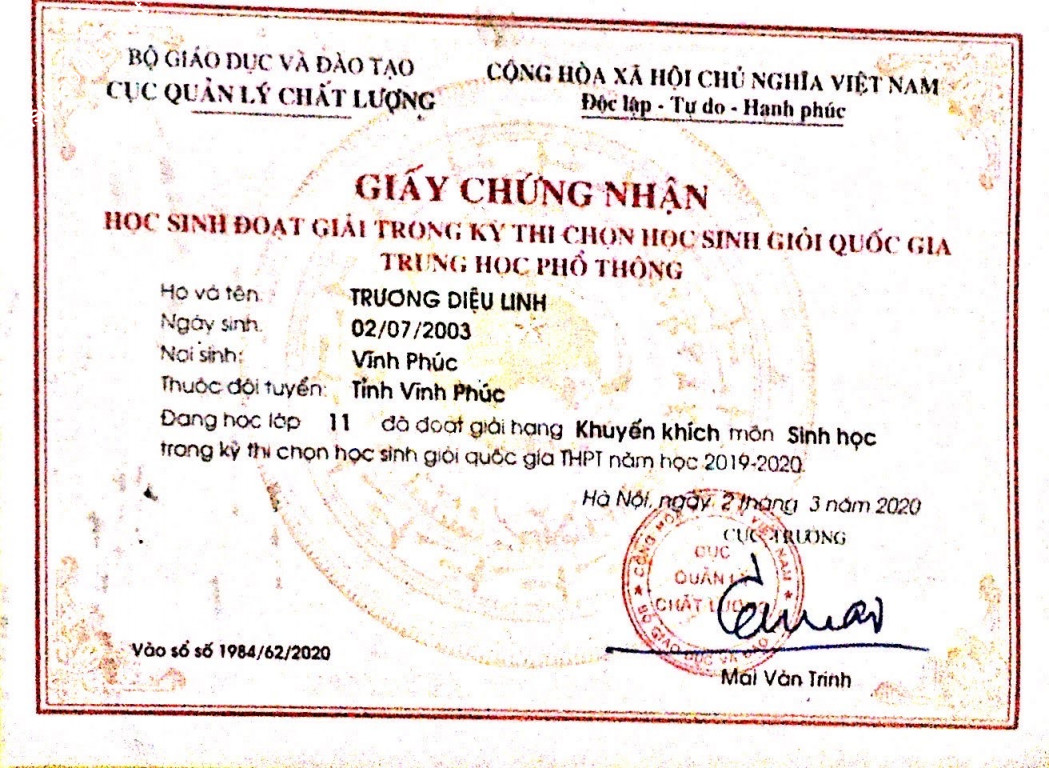 BỘ GIÁO DỤC VÀ ĐÀO TẠO
CỤC QUẢN LÝ CHẤT LƯỢNG
CỘNG HÒA XÃ HỘI CHỦ NGHĨA VIỆT NAM
Độc lập - Tự do - Hạnh phúc
GIẤY CHỨNG NHẬN
HỌC SINH ĐOẠT GIẢI TRONG KỲ THI CHỌN HỌC SINH GIỎI QUỐC GIA
TRUNG HỌC PHỔ THÔNG
Họ và tên: TRƯƠNG DIỆU LINH
Ngày sinh: 02/07/2003
Nơi sinh: Vĩnh Phúc
Thuộc đội tuyển: Tỉnh Vĩnh Phúc
Đang học lớp 11 đã đoạt giải hạng Khuyến khích môn Sinh học
trong kỳ thi chọn học sinh giỏi quốc gia THPT năm học 2019-2020.
Hà Nội, ngày 2 tháng 3 năm 2020
CỤC TRƯỞNG
CỤC
QUẢN LÝ
CHẤT LƯỢNG
Vào sổ số 1984/62/2020
Mai Văn Trinh